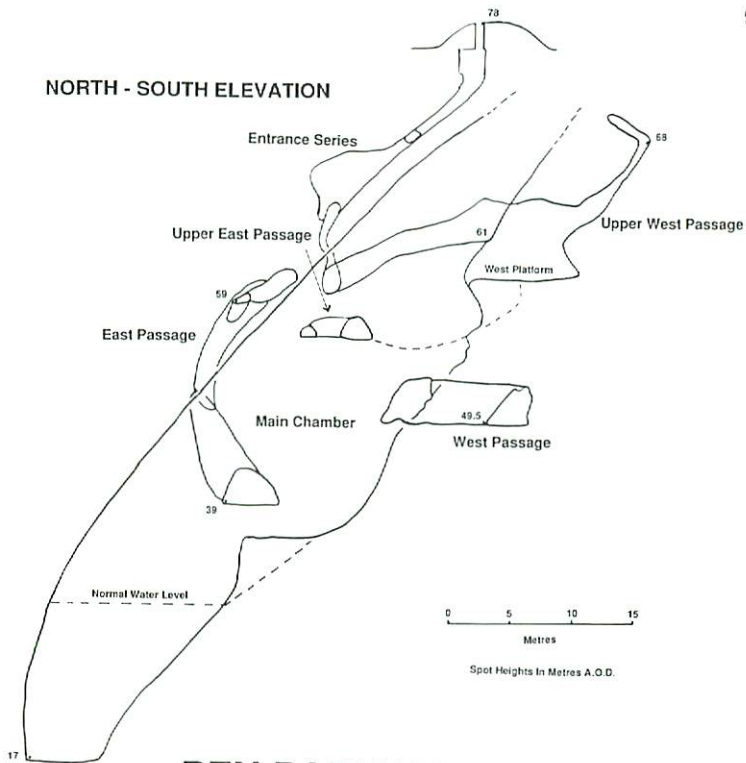 78
NORTH - SOUTH ELEVATION
Entrance Series
68
Upper East Passage
61
Upper West Passage
West Platform
59
East Passage
Main Chamber
49.5
West Passage
39
Normal Water Level
0 5 10 15
Metres
Spot Heights In Metres A.O.D.
17